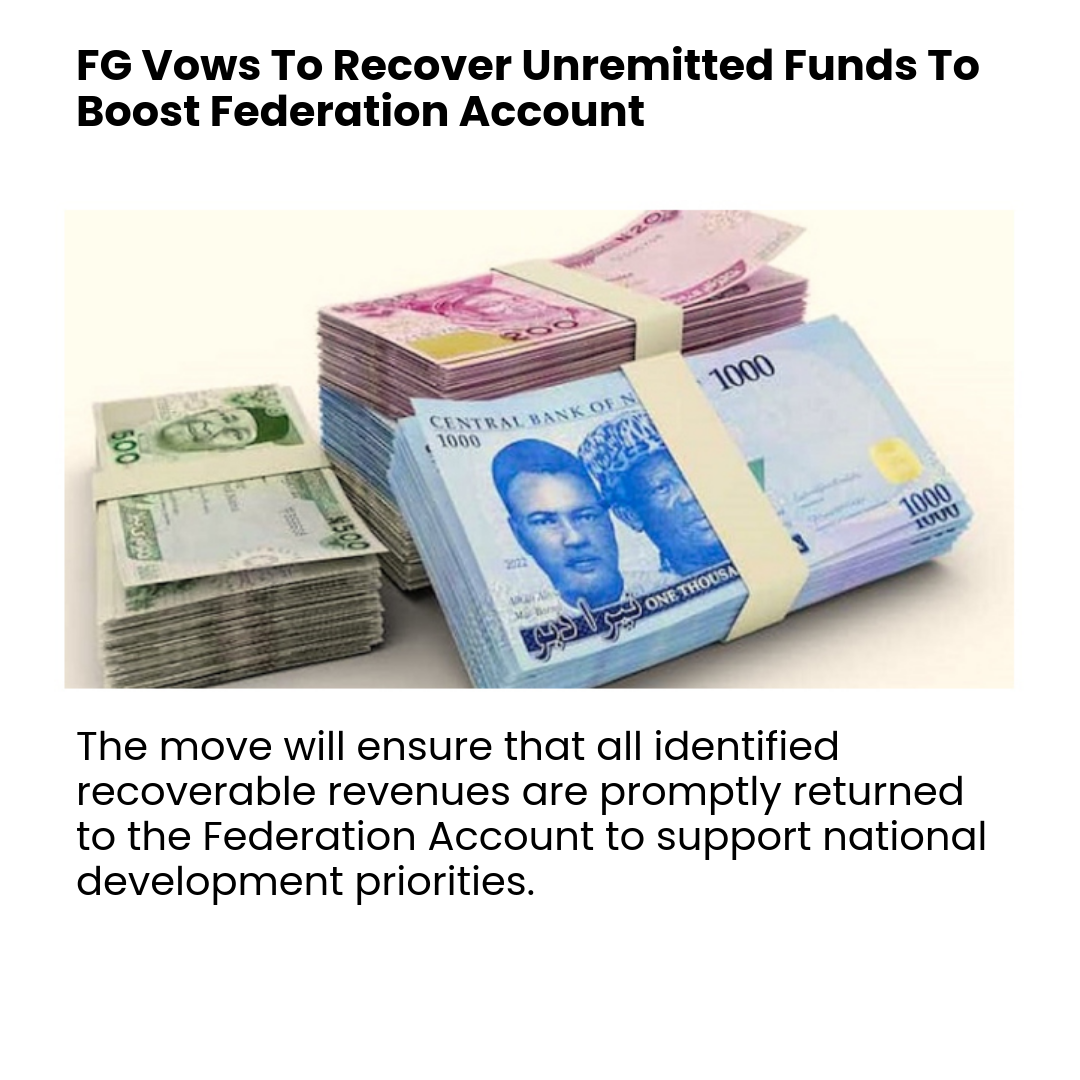 FG Vows To Recover Unremitted Funds To
Boost Federation Account
200
1000
CENTRAL BANK OF N
1000
500
1000
1000
₦500
2022
ONE THOUSA
The move will ensure that all identified
recoverable revenues are promptly returned
to the Federation Account to support national
development priorities.